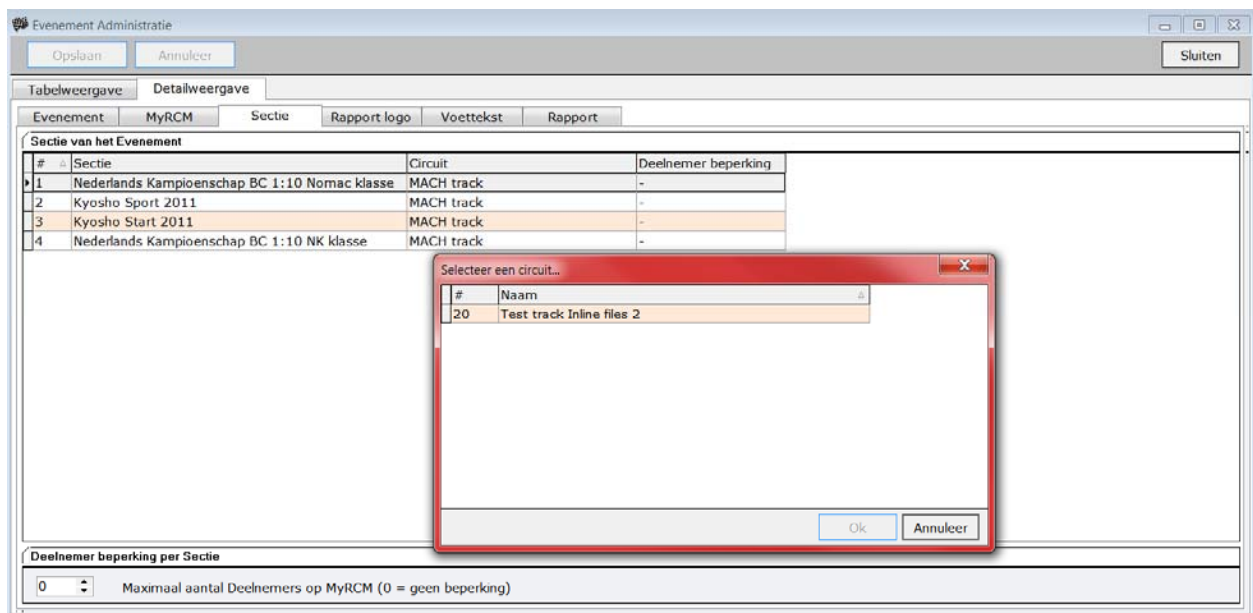 Evenement Administratie
Opslaan Annuleer Sluiten
Tabelweergave Detailweergave
Evenement MyRCM Sectie Rapport logo Voettekst Rapport
Sectie van het Evenement
# Sectie Circuit Deelnemer beperking
1 Nederlands Kampioenschap BC 1:10 Nomac klasse MACH track -
2 Kyosho Sport 2011 MACH track -
3 Kyosho Start 2011 MACH track -
4 Nederlands Kampioenschap BC 1:10 NK klasse MACH track -
Selecteer een circuit...
# Naam
20 Test track Inline files 2
Ok Annuleer
Deelnemer beperking per Sectie
0 Maximaal aantal Deelnemers op MyRCM (0 = geen beperking)